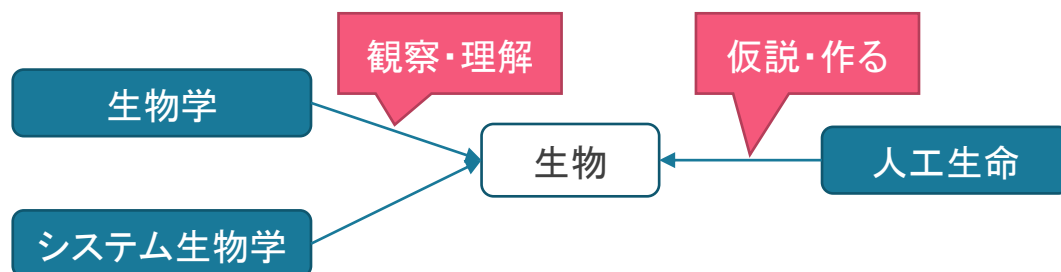 観察・理解
仮説・作る
生物学
生物
人工生命
システム生物学